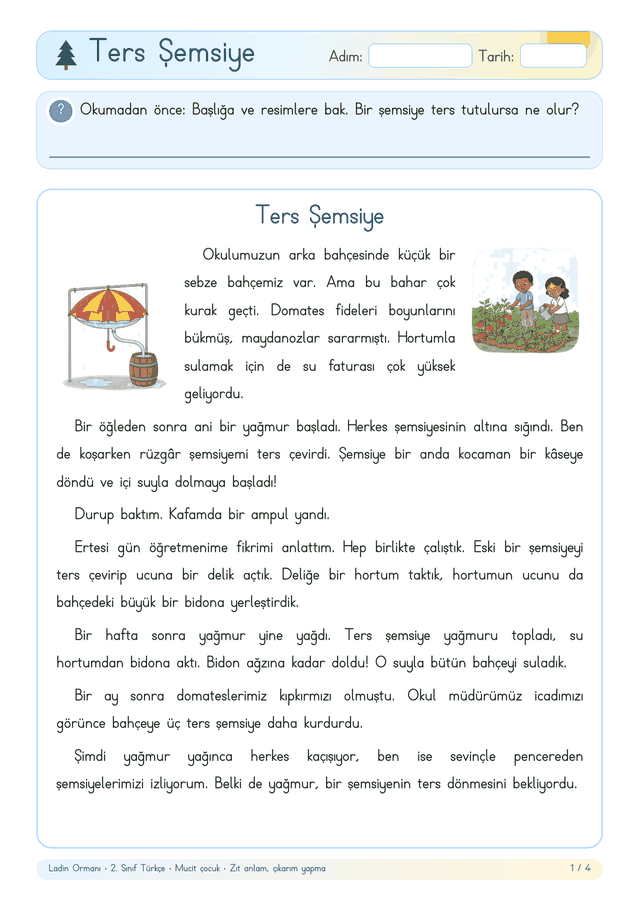 Ters Şemsiye
Adım:
Tarih:
? Okumadan önce: Başlığa ve resimlere bak. Bir şemsiye ters tutulursa ne olur?
Ters Şemsiye
Okulumuzun arka bahçesinde küçük bir
sebze bahçemiz var. Ama bu bahar çok
kurak geçti. Domates fideleri boyunlarını
bükmüş, maydanozlar sararmıştı. Hortumla
sulamak için de su faturası çok yüksek
geliyordu.
Bir öğleden sonra ani bir yağmur başladı. Herkes şemsiyesinin altına sığındı. Ben
de koşarken rüzgâr şemsiyemi ters çevirdi. Şemsiye bir anda kocaman bir kâseye
döndü ve içi suyla dolmaya başladı!
Durup baktım. Kafamda bir ampul yandı.
Ertesi gün öğretmenime fikrimi anlattım. Hep birlikte çalıştık. Eski bir şemsiyeyi
ters çevirip ucuna bir delik açtık. Deliğe bir hortum taktık, hortumun ucunu da
bahçedeki büyük bir bidona yerleştirdik.
Bir hafta sonra yağmur yine yağdı. Ters şemsiye yağmuru topladı, su
hortumdan bidona aktı. Bidon ağzına kadar doldu! O suyla bütün bahçeyi suladık.
Bir ay sonra domateslerimiz kıpkırmızı olmuştu. Okul müdürümüz icadımızı
görünce bahçeye üç ters şemsiye daha kurdurdu.
Şimdi yağmur yağınca herkes kaçışıyor, ben ise sevinçle pencereden
şemsiyelerimizi izliyorum. Belki de yağmur, bir şemsiyenin ters dönmesini bekliyordu.
Ladin Ormanı • 2. Sınıf Türkçe • Mucit çocuk • Zıt anlam, çıkarım yapma
1 / 4